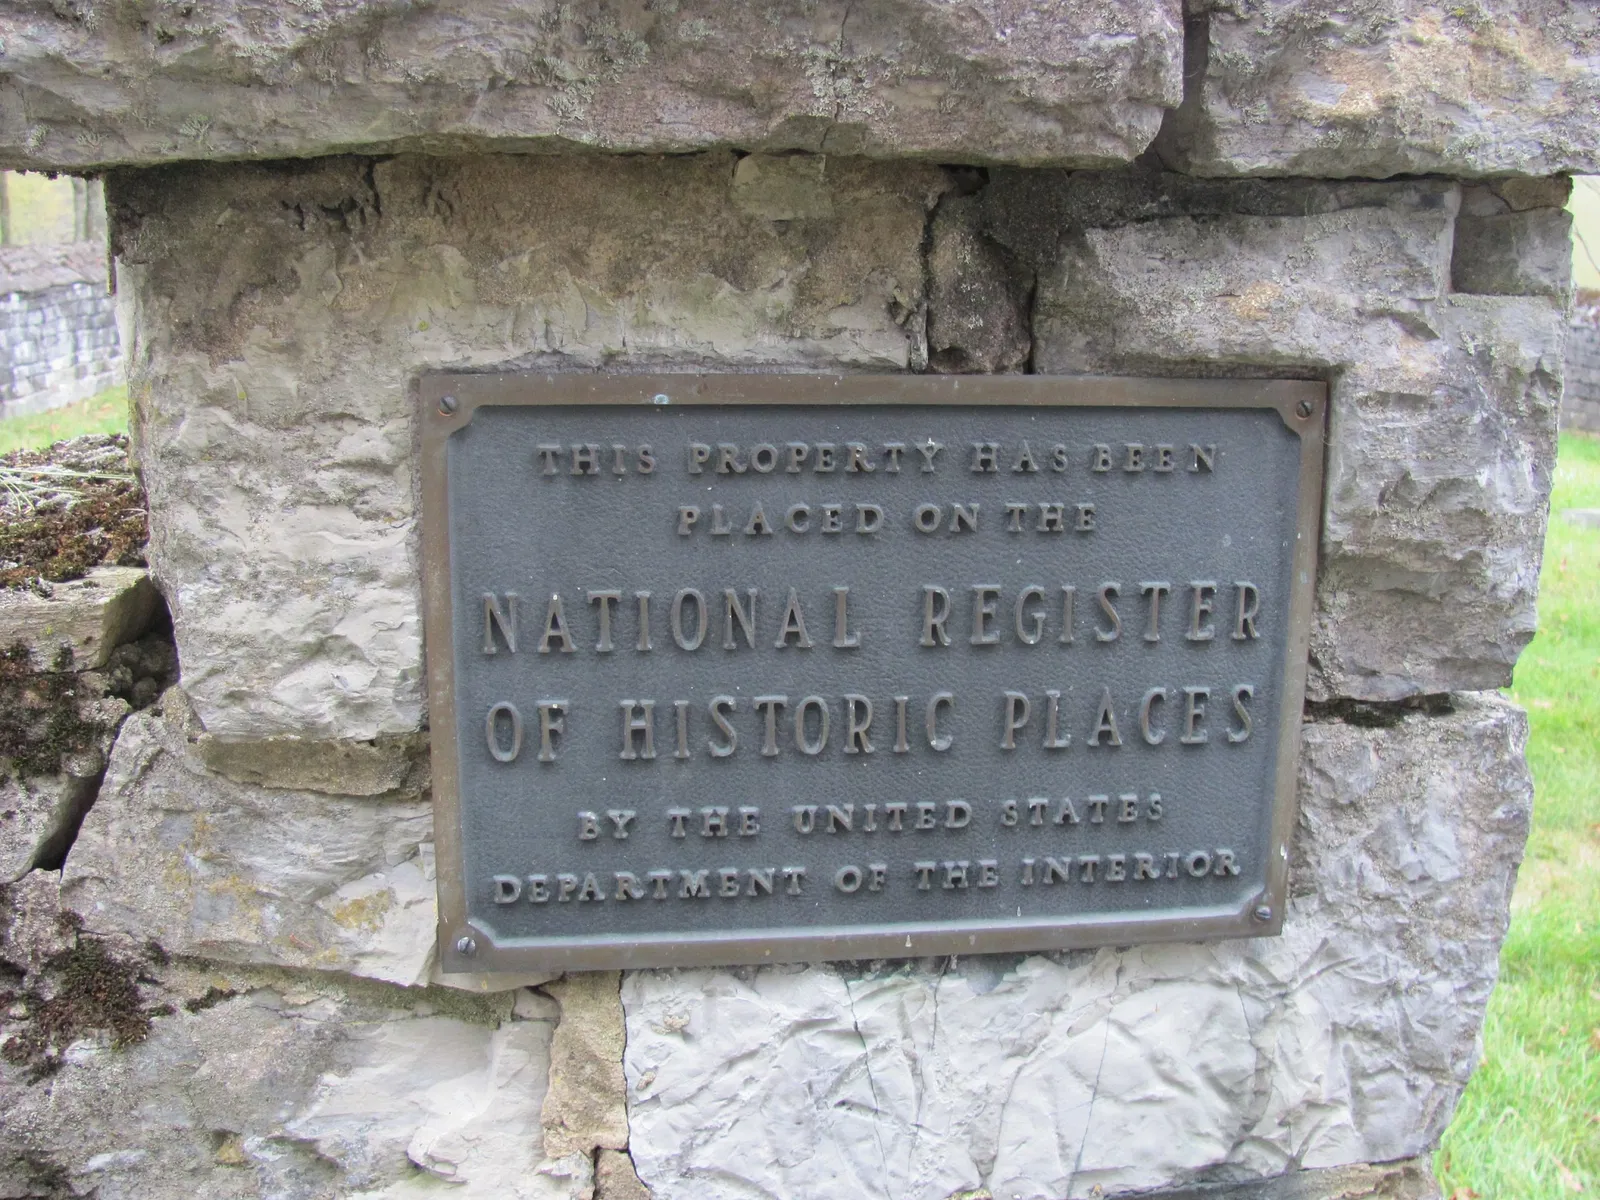 THIS PROPERTY HAS BEEN
PLACED ON THE
NATIONAL REGISTER
OF HISTORIC PLACES
BY THE UNITED STATES
DEPARTMENT OF THE INTERIOR